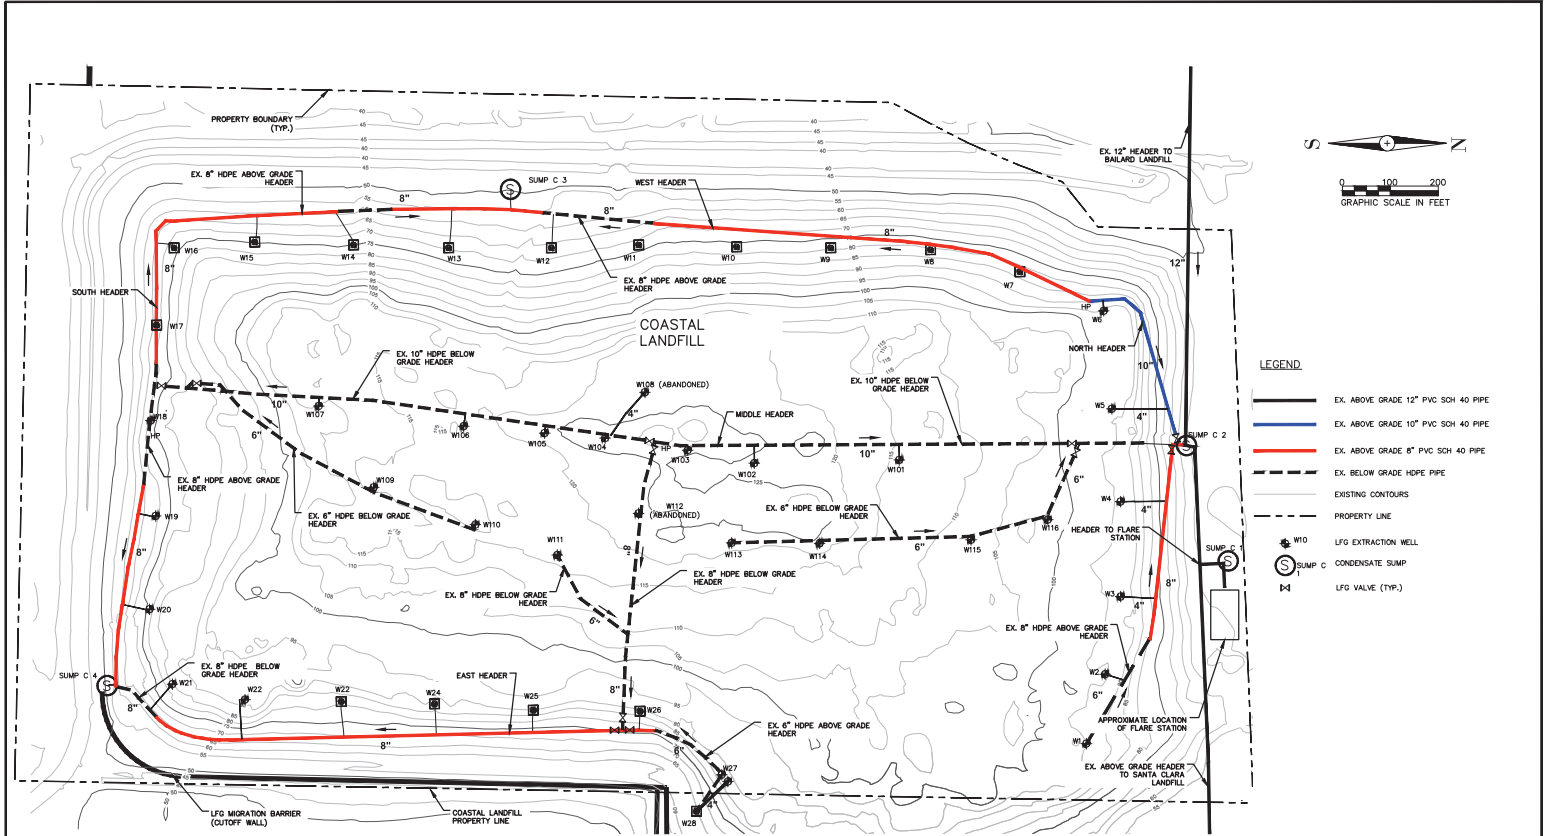 PROPERTY BOUNDARY
(TYP.)
EX. 8" HDPE ABOVE GRADE
HEADER
8"
SUMP C 3
S
WEST HEADER
8"
8"
EX. 12" HEADER TO
BAILARD LANDFILL
S
N
0 100 200
GRAPHIC SCALE IN FEET
W16
W15
W14
W13
W12
W11
W10
W9
W8
W7
8"
SOUTH HEADER
EX. 8" HDPE ABOVE GRADE
HEADER
12"
W17
COASTAL
LANDFILL
HP
W6
NORTH HEADER
10"
EX. 10" HDPE BELOW
GRADE HEADER
W108 (ABANDONED)
EX. 10" HDPE BELOW
GRADE HEADER
LEGEND
EX. ABOVE GRADE 12" PVC SCH 40 PIPE
EX. ABOVE GRADE 10" PVC SCH 40 PIPE
EX. ABOVE GRADE 8" PVC SCH 40 PIPE
EX. BELOW GRADE HDPE PIPE
EXISTING CONTOURS
PROPERTY LINE
W10
LFG EXTRACTION WELL
S
SUMP C
1
CONDENSATE SUMP
LFG VALVE (TYP.)
10"
W107
4"
MIDDLE HEADER
W5
4"
W18
HP
6"
W106
W105
W104
HP
W103
10"
W102
W101
SUMP C 2
S
EX. 8" HDPE ABOVE GRADE
HEADER
W109
6"
W19
EX. 6" HDPE BELOW GRADE
HEADER
W110
W112
(ABANDONED)
EX. 6" HDPE BELOW GRADE
HEADER
W4
4"
W116
HEADER TO FLARE
STATION
8"
W111
8"
W113
W114
6"
W115
SUMP C 1
S
EX. 8" HDPE BELOW GRADE
HEADER
EX. 8" HDPE BELOW GRADE
HEADER
8"
W3
4"
W20
6"
EX. 8" HDPE ABOVE GRADE
HEADER
SUMP C 4
S
EX. 8" HDPE BELOW
GRADE HEADER
EAST HEADER
W2
6"
W21
W22
W22
W24
W25
8"
W26
8"
8"
EX. 6" HDPE ABOVE GRADE
HEADER
6"
APPROXIMATE LOCATION
OF FLARE STATION
W1
W27
EX. ABOVE GRADE HEADER
TO SANTA CLARA
LANDFILL
4"
W28
LFG MIGRATION BARRIER
(CUTOFF WALL)
COASTAL LANDFILL
PROPERTY LINE